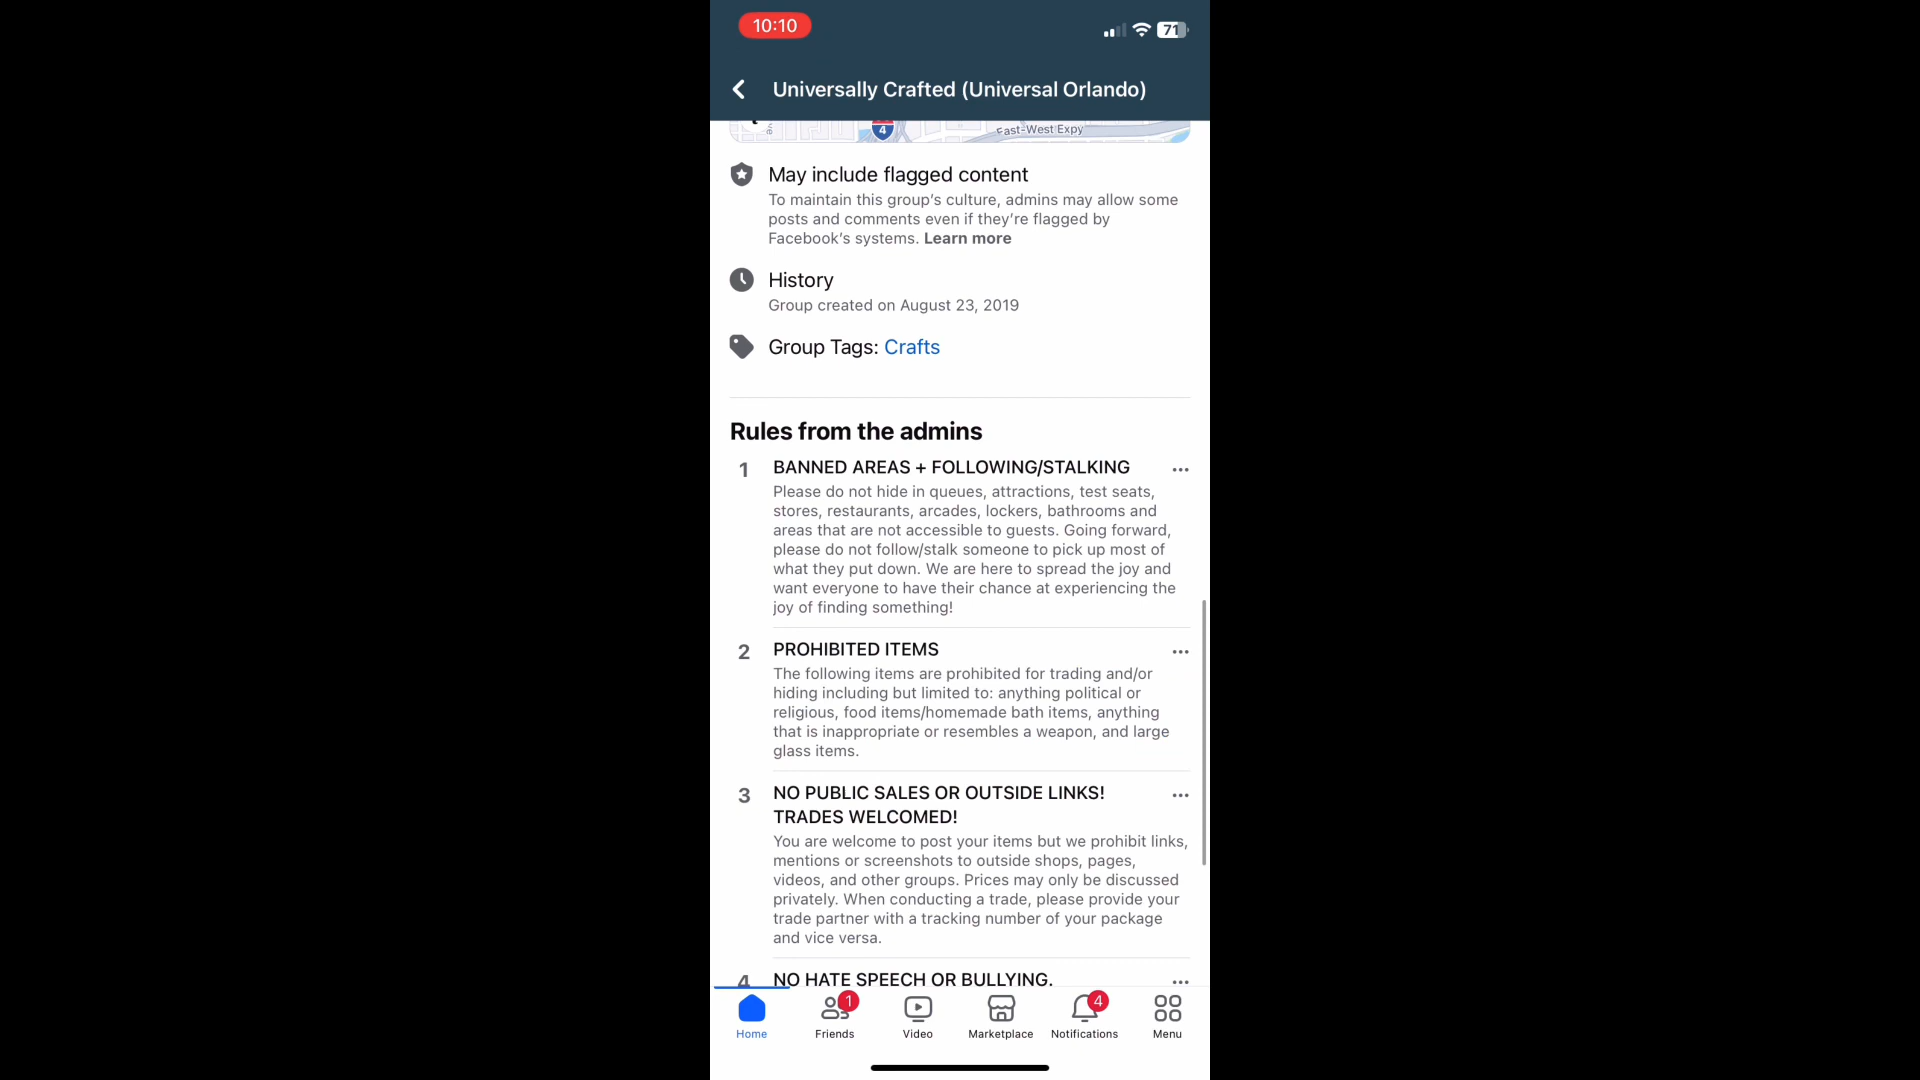 10:10
71
Universally Crafted (Universal Orlando)
4
East-West Expy
May include flagged content
To maintain this group's culture, admins may allow some
posts and comments even if they're flagged by
Facebook's systems. Learn more
History
Group created on August 23, 2019
Group Tags: Crafts
Rules from the admins
1 BANNED AREAS + FOLLOWING/STALKING
Please do not hide in queues, attractions, test seats,
stores, restaurants, arcades, lockers, bathrooms and
areas that are not accessible to guests. Going forward,
please do not follow/stalk someone to pick up most of
what they put down. We are here to spread the joy and
want everyone to have their chance at experiencing the
joy of finding something!
2 PROHIBITED ITEMS
The following items are prohibited for trading and/or
hiding including but limited to: anything political or
religious, food items/homemade bath items, anything
that is inappropriate or resembles a weapon, and large
glass items.
3 NO PUBLIC SALES OR OUTSIDE LINKS!
TRADES WELCOMED!
You are welcome to post your items but we prohibit links,
mentions or screenshots to outside shops, pages,
videos, and other groups. Prices may only be discussed
privately. When conducting a trade, please provide your
trade partner with a tracking number of your package
and vice versa.
4 NO HATE SPEECH OR BULLYING.
1
4
Home Friends Video Marketplace Notifications Menu